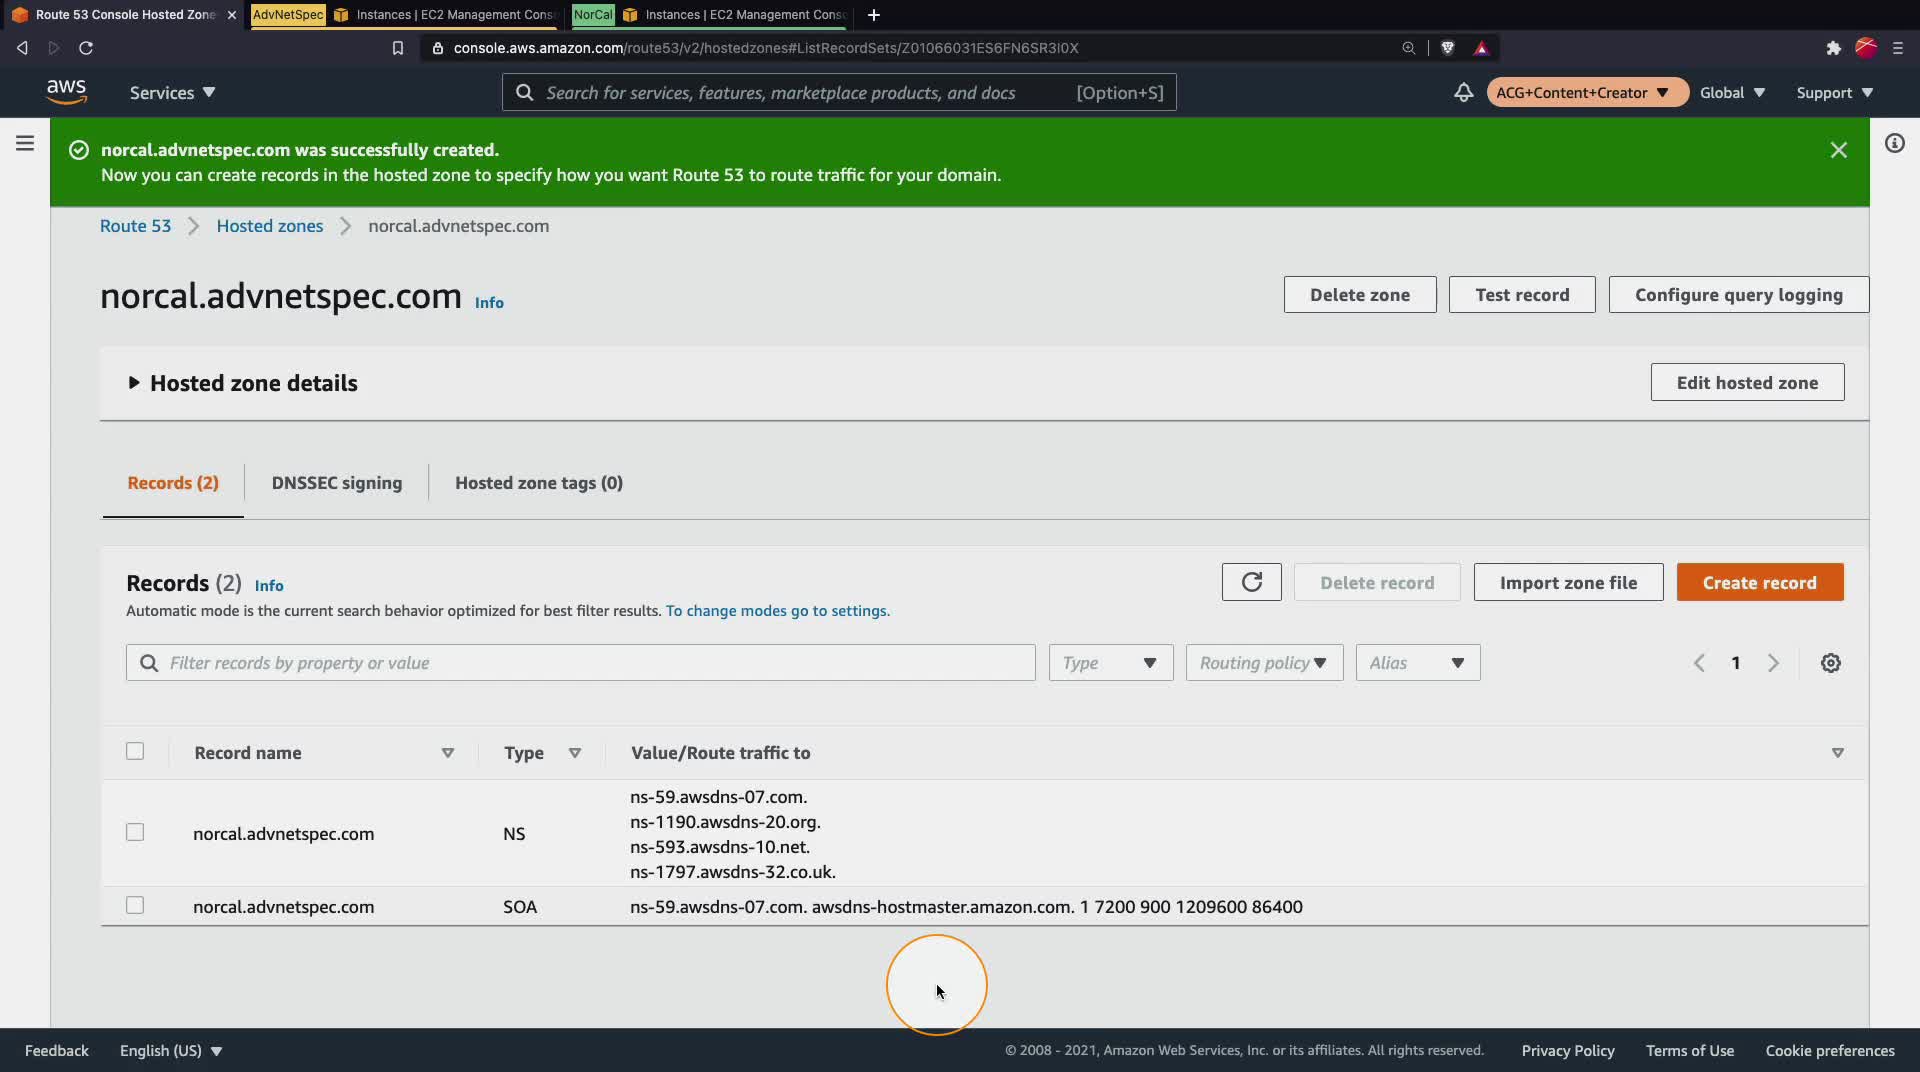 Route 53 Console Hosted Zone
AdvNetSpec
Instances | EC2 Management Conso
NorCal
Instances | EC2 Management Conso
console.aws.amazon.com/route53/v2/hostedzones#ListRecordSets/Z01066031ES6FN6SR3I0X
aws
Services
Search for services, features, marketplace products, and docs [Option+S]
ACG+Content+Creator
Global
Support
norcal.advnetspec.com was successfully created.
Now you can create records in the hosted zone to specify how you want Route 53 to route traffic for your domain.
Route 53 > Hosted zones > norcal.advnetspec.com
norcal.advnetspec.com Info
Delete zone
Test record
Configure query logging
Hosted zone details
Edit hosted zone
Records (2)
DNSSEC signing
Hosted zone tags (0)
Records (2) Info
Automatic mode is the current search behavior optimized for best filter results. To change modes go to settings.
Delete record
Import zone file
Create record
Filter records by property or value
Type
Routing policy
Alias
1
Record name
Type
Value/Route traffic to
norcal.advnetspec.com
NS
ns-59.awsdns-07.com.
ns-1190.awsdns-20.org.
ns-593.awsdns-10.net.
ns-1797.awsdns-32.co.uk.
norcal.advnetspec.com
SOA
ns-59.awsdns-07.com. awsdns-hostmaster.amazon.com. 1 7200 900 1209600 86400
Feedback
English (US)
© 2008 - 2021, Amazon Web Services, Inc. or its affiliates. All rights reserved.
Privacy Policy
Terms of Use
Cookie preferences